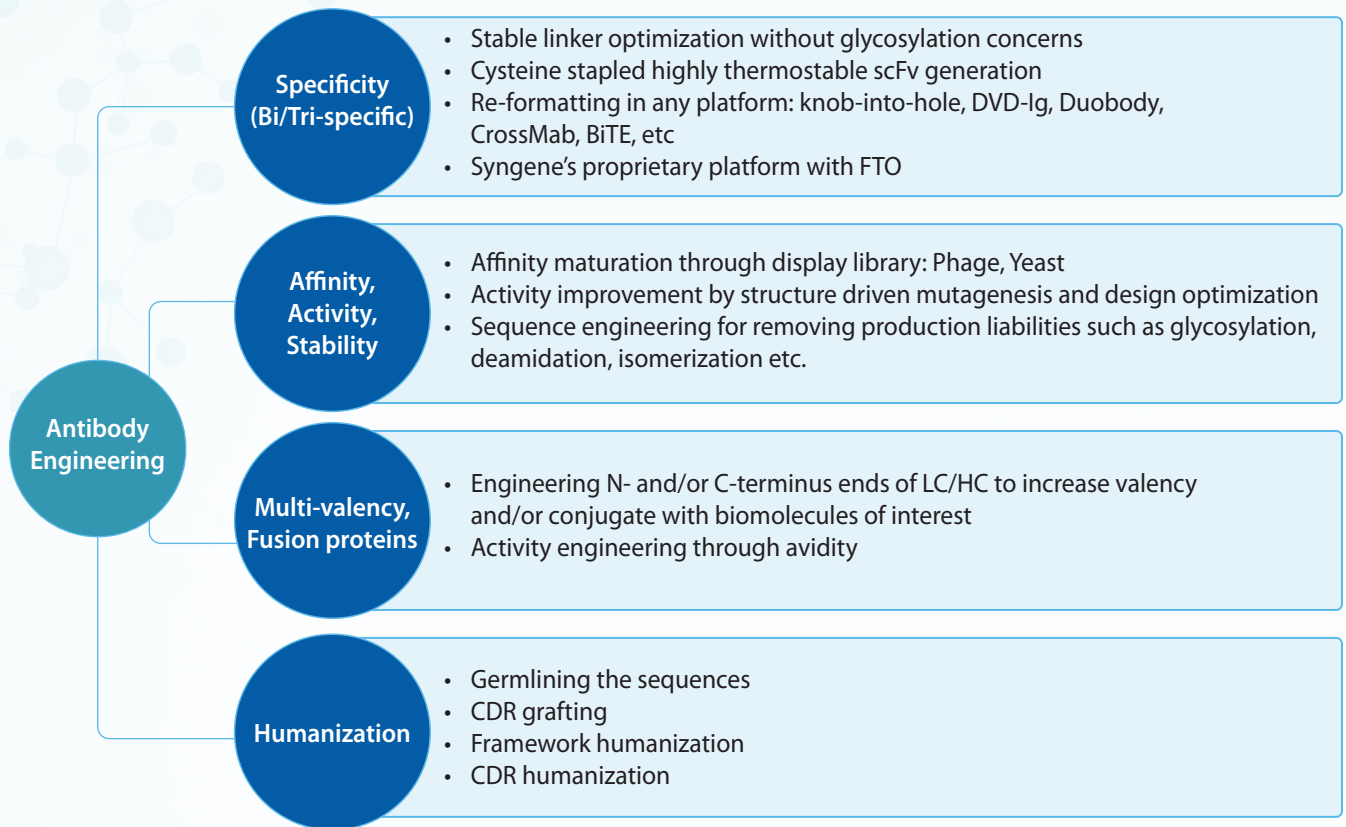 Antibody
Engineering
Specificity
(Bi/Tri-specific)
• Stable linker optimization without glycosylation concerns
• Cysteine stapled highly thermostable scFv generation
• Re-formatting in any platform: knob-into-hole, DVD-Ig, Duobody,
CrossMab, BiTE, etc
• Syngene's proprietary platform with FTO
Affinity,
Activity,
Stability
• Affinity maturation through display library: Phage, Yeast
• Activity improvement by structure driven mutagenesis and design optimization
• Sequence engineering for removing production liabilities such as glycosylation,
deamidation, isomerization etc.
Multi-valency,
Fusion proteins
• Engineering N- and/or C-terminus ends of LC/HC to increase valency
and/or conjugate with biomolecules of interest
• Activity engineering through avidity
Humanization
• Germlining the sequences
• CDR grafting
• Framework humanization
• CDR humanization